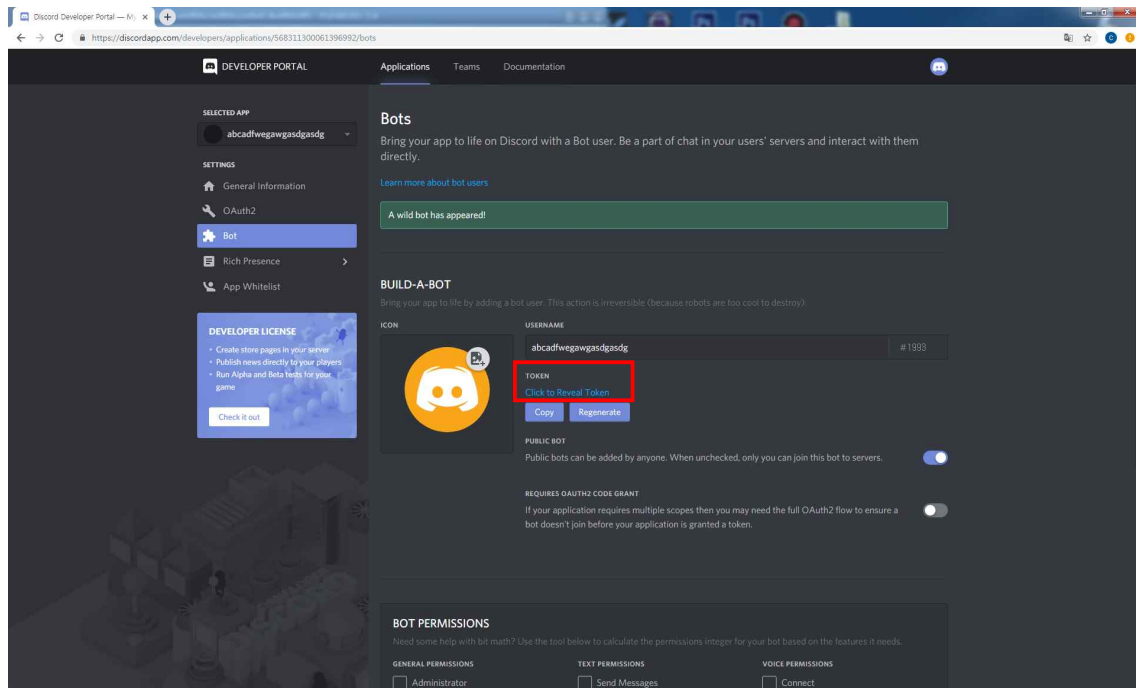 Discord Developer Portal — My
https://discordapp.com/developers/applications/568311300061396992/bots
DEVELOPER PORTAL
Applications
Teams
Documentation
SELECTED APP
abcadfwegawgasdgasdg
SETTINGS
General Information
OAuth2
Bot
Rich Presence
App Whitelist
DEVELOPER LICENSE
Create store pages in your server
Publish news directly to your players
Run Alpha and Beta tests for your
game
Check it out
Bots
Bring your app to life on Discord with a Bot user. Be a part of chat in your users' servers and interact with them
directly.
Learn more about bot users
A wild bot has appeared!
BUILD-A-BOT
Bring your app to life by adding a bot user. This action is irreversible (because robots are too cool to destroy).
ICON
USERNAME
abcadfwegawgasdgasdg
#1993
TOKEN
Click to Reveal Token
Copy
Regenerate
PUBLIC BOT
Public bots can be added by anyone. When unchecked, only you can join this bot to servers.
REQUIRES OAUTH2 CODE GRANT
If your application requires multiple scopes then you may need the full OAuth2 flow to ensure a
bot doesn't join before your application is granted a token.
BOT PERMISSIONS
Need some help with bit math? Use the tool below to calculate the permissions integer for your bot based on the features it needs.
GENERAL PERMISSIONS
TEXT PERMISSIONS
VOICE PERMISSIONS
Administrator
Send Messages
Connect